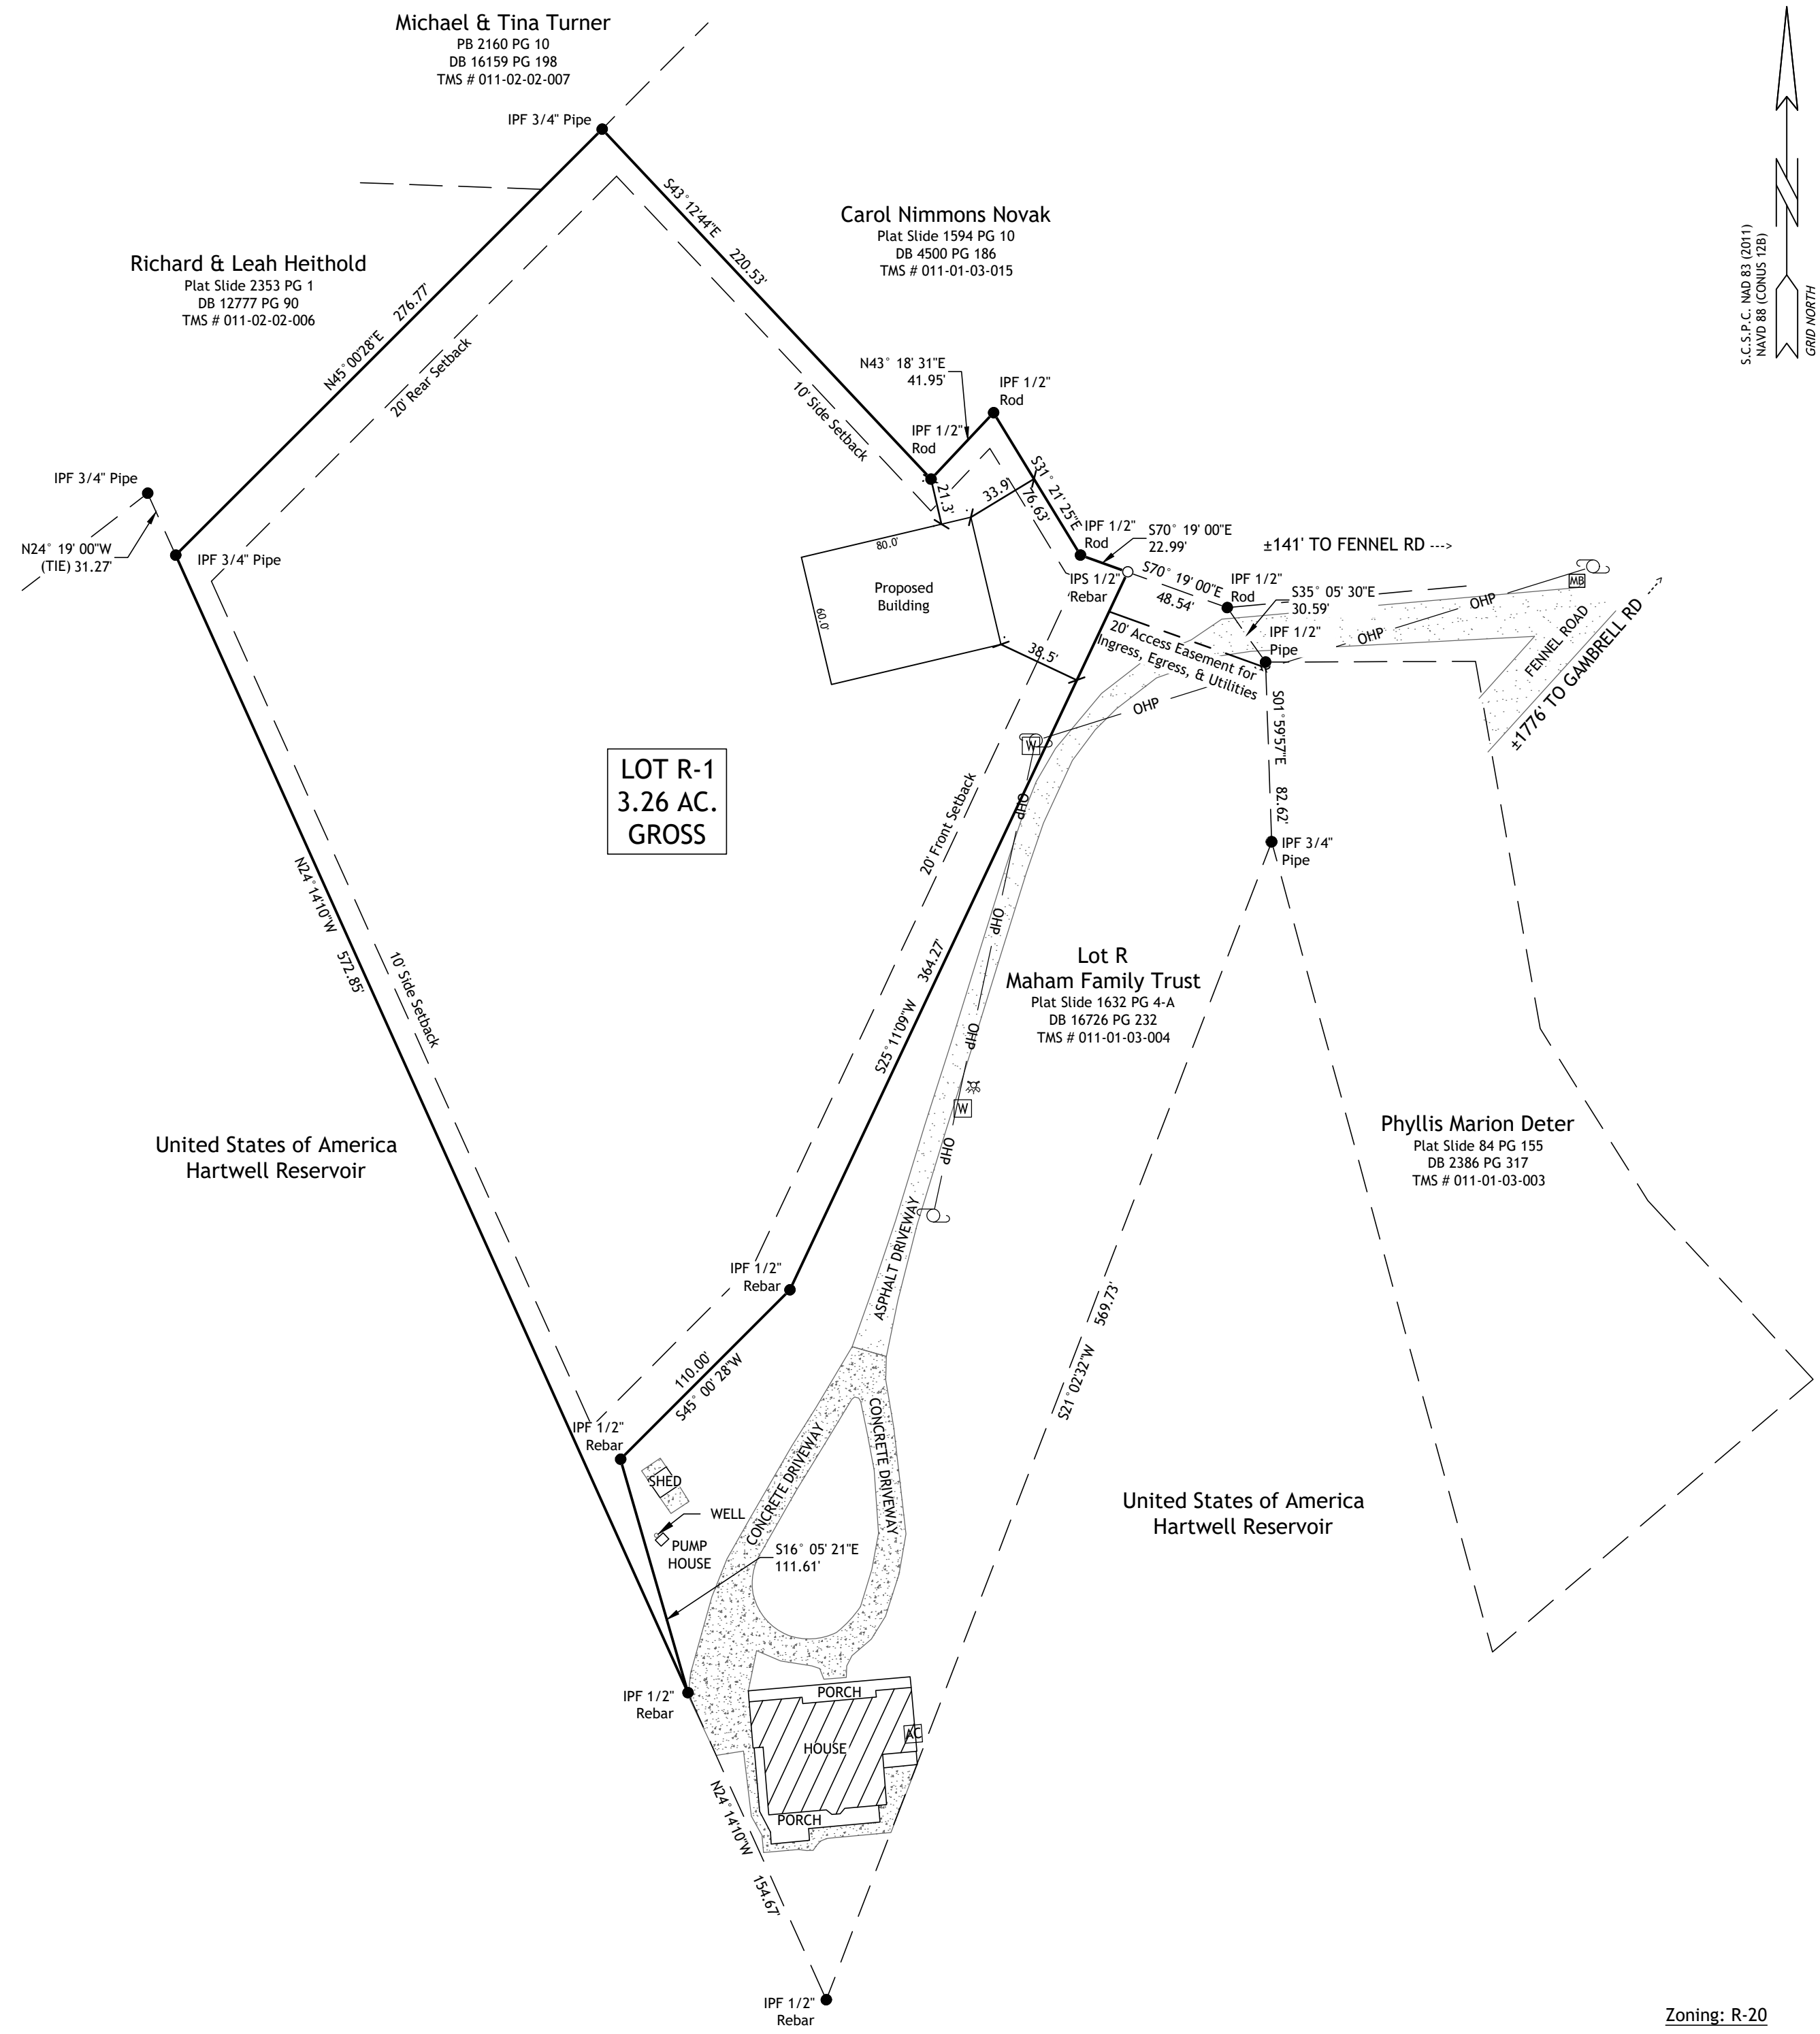 Michael & Tina Turner
PB 2160 PG 10
DB 16159 PG 198
TMS # 011-02-02-007
IPF 3/4" Pipe
S43°12'44"E 220.53'
Carol Nimmons Novak
Plat Slide 1594 PG 10
DB 4500 PG 186
TMS # 011-01-03-015
S.C.S.P.C. NAD 83 (2011)
NAVD 88 (CONUS 12B)
N
GRID NORTH
Richard & Leah Heithold
Plat Slide 2353 PG 1
DB 12777 PG 90
TMS # 011-02-02-006
N45°00'28"E 276.77'
20' Rear Setback
10' Side Setback
N43° 18' 31"E
41.95'
IPF 1/2"
Rod
IPF 1/2"
Rod
IPF 3/4" Pipe
N24° 19' 00"W
(TIE) 31.27'
IPF 3/4" Pipe
21.3'
33.9'
S31° 21' 25"E
76.63'
IPF 1/2"
Rod
S70° 19' 00"E
22.99'
±141' TO FENNEL RD --->
80.0'
60.0'
Proposed
Building
38.5'
IPS 1/2"
Rebar
S70° 19' 00"E
48.54'
IPF 1/2"
Rod
S35° 05' 30"E
30.59'
IPF 1/2"
Pipe
OHP
OHP
MB
FENNEL ROAD
±1776' TO GAMBRELL RD --->
20' Access Easement for
Ingress, Egress, & Utilities
OHP
W
OHP
S01°59'57"E 82.62'
IPF 3/4"
Pipe
LOT R-1
3.26 AC.
GROSS
20' Front Setback
N24°14'10"W 572.85'
10' Side Setback
S25°11'09"W 364.27'
OHP
Lot R
Maham Family Trust
Plat Slide 1632 PG 4-A
DB 16726 PG 232
TMS # 011-01-03-004
OHP
W
OHP
United States of America
Hartwell Reservoir
Phyllis Marion Deter
Plat Slide 84 PG 155
DB 2386 PG 317
TMS # 011-01-03-003
ASPHALT DRIVEWAY
IPF 1/2"
Rebar
110.00'
S45° 00' 28"W
S21°02'32"W 569.73'
IPF 1/2"
Rebar
SHED
WELL
PUMP
HOUSE
CONCRETE DRIVEWAY
CONCRETE DRIVEWAY
S16° 05' 21"E
111.61'
United States of America
Hartwell Reservoir
IPF 1/2"
Rebar
PORCH
HOUSE
AC
PORCH
N24°14'10"W 154.67'
IPF 1/2"
Rebar
Zoning: R-20